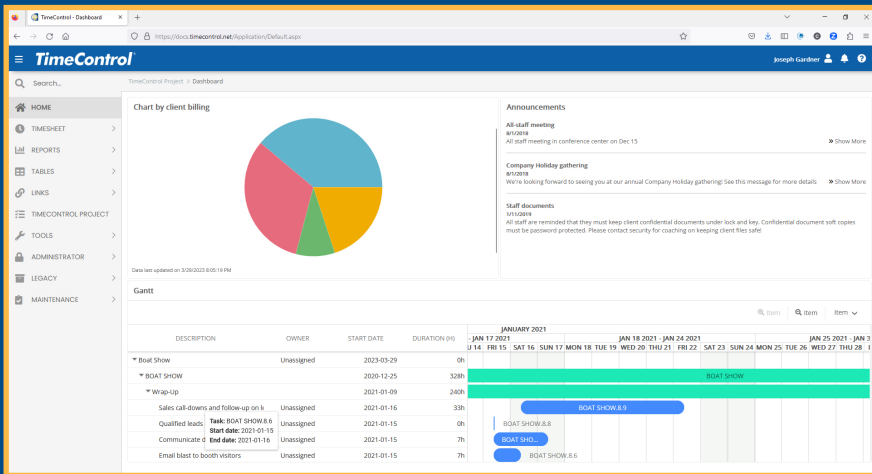 TimeControl - Dashboard
https://docs.timecontrol.net/Application/Default.aspx
TimeControl
Joseph Gardner
Search...
TimeControl Project > Dashboard
HOME
TIMESHEET
REPORTS
TABLES
LINKS
TIMECONTROL PROJECT
TOOLS
ADMINISTRATOR
LEGACY
MAINTENANCE
Chart by client billing
Data last updated on 3/29/2023 8:05:19 PM
Announcements
All-staff meeting
8/1/2018
All staff meeting in conference center on Dec 15 » Show More
Company Holiday gathering
8/1/2018
We're looking forward to seeing you at our annual Company Holiday gathering! See this message for more details » Show More
Staff documents
1/11/2019
All staff are reminded that they must keep client confidential documents under lock and key. Confidential document soft copies
must be password protected. Please contact security for coaching on keeping client files safe!
Gantt
Item Item Item
JANUARY 2021
DESCRIPTION OWNER START DATE DURATION (H) - JAN 17 2021 JAN 18 2021 - JAN 24 2021 JAN 25 2021 - JAN 3
U 14 FRI 15 SAT 16 SUN 17 MON 18 TUE 19 WED 20 THU 21 FRI 22 SAT 23 SUN 24 MON 25 TUE 26 WED 27 THU 28
Boat Show Unassigned 2023-03-29 0h
BOAT SHOW 2020-12-25 328h BOAT SHOW
Wrap-Up 2021-01-09 240h
Sales call-downs and follow-up on Unassigned 2021-01-16 33h BOAT SHOW.8.9
Qualified leads Unassigned 2021-01-15 0h BOAT SHOW.8.8
Communicate d Unassigned 2021-01-15 7h BOAT SHO...
Email blast to booth visitors Unassigned 2021-01-15 7h BOAT SHOW.8.6
Task: BOAT SHOW.8.6
Start date: 2021-01-15
End date: 2021-01-16